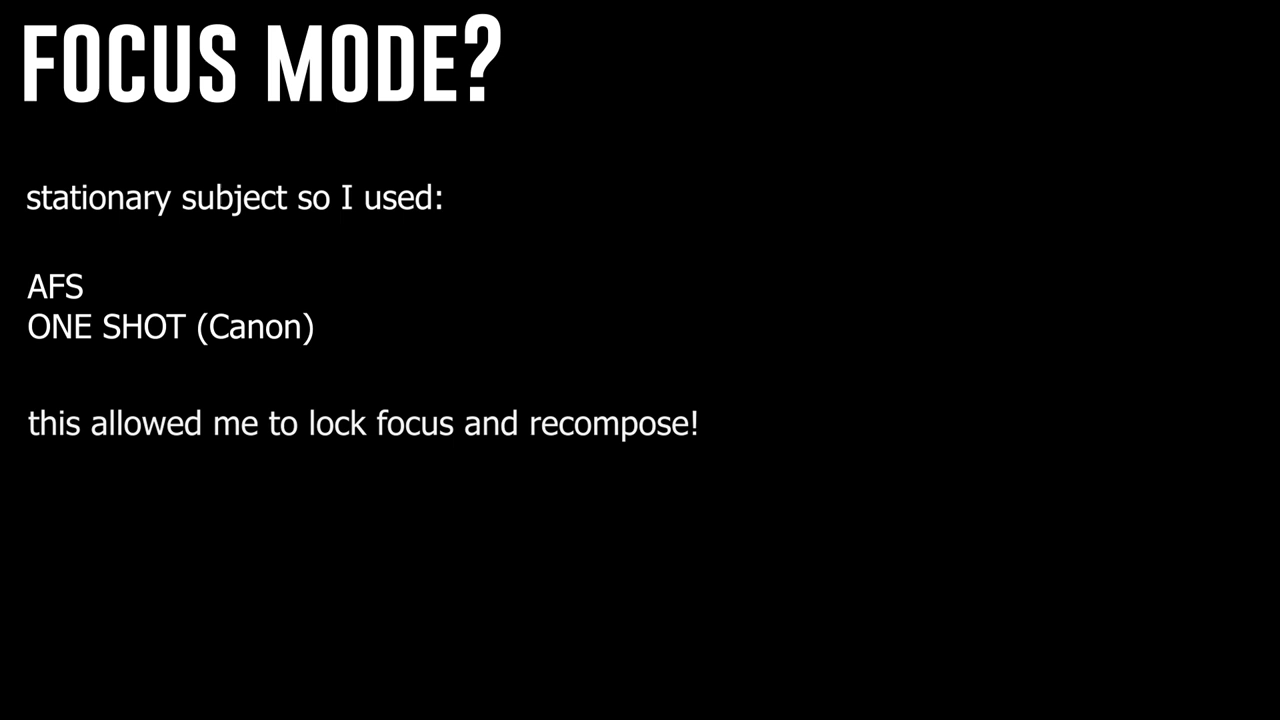 FOCUS MODE?
stationary subject so I used:
AFS
ONE SHOT (Canon)
this allowed me to lock focus and recompose!